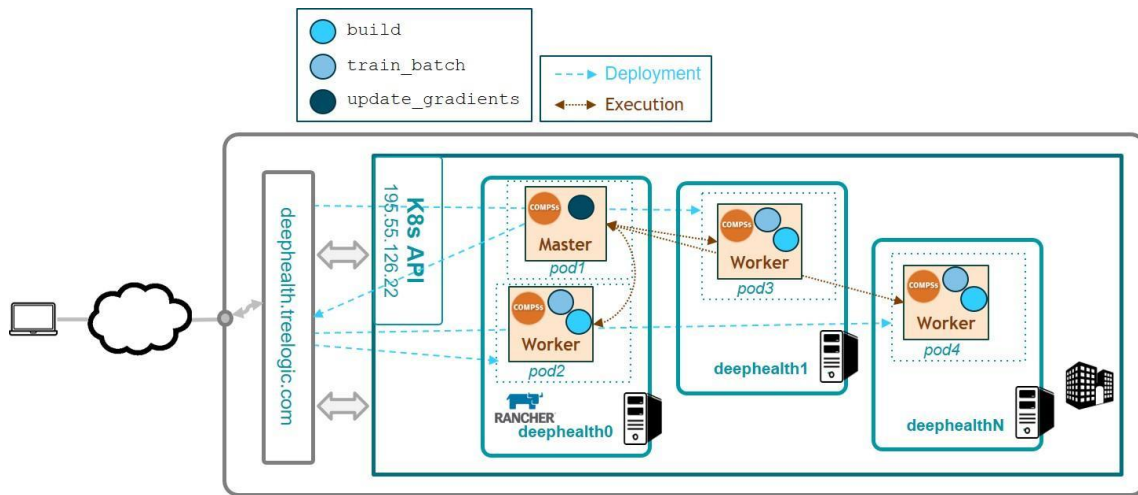 build
train_batch
update_gradients
Deployment
Execution
deephealth.treelogic.com
K8s API
195.55.126.22
COMPSs
Master
pod1
COMPSs
Worker
pod2
RANCHER
deephealth0
COMPSs
Worker
pod3
deephealth1
COMPSs
Worker
pod4
deephealthN